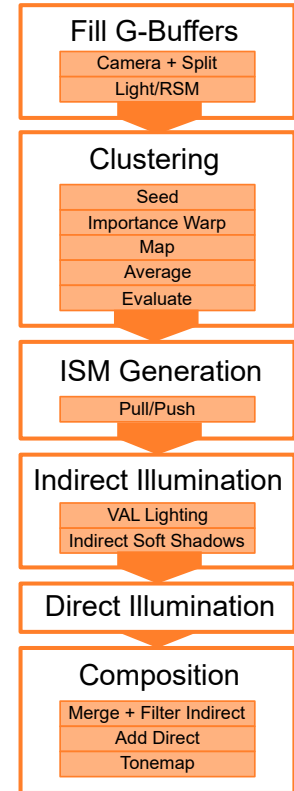 Fill G-Buffers
Camera + Split
Light/RSM
Clustering
Seed
Importance Warp
Map
Average
Evaluate
ISM Generation
Pull/Push
Indirect Illumination
VAL Lighting
Indirect Soft Shadows
Direct Illumination
Composition
Merge + Filter Indirect
Add Direct
Tonemap